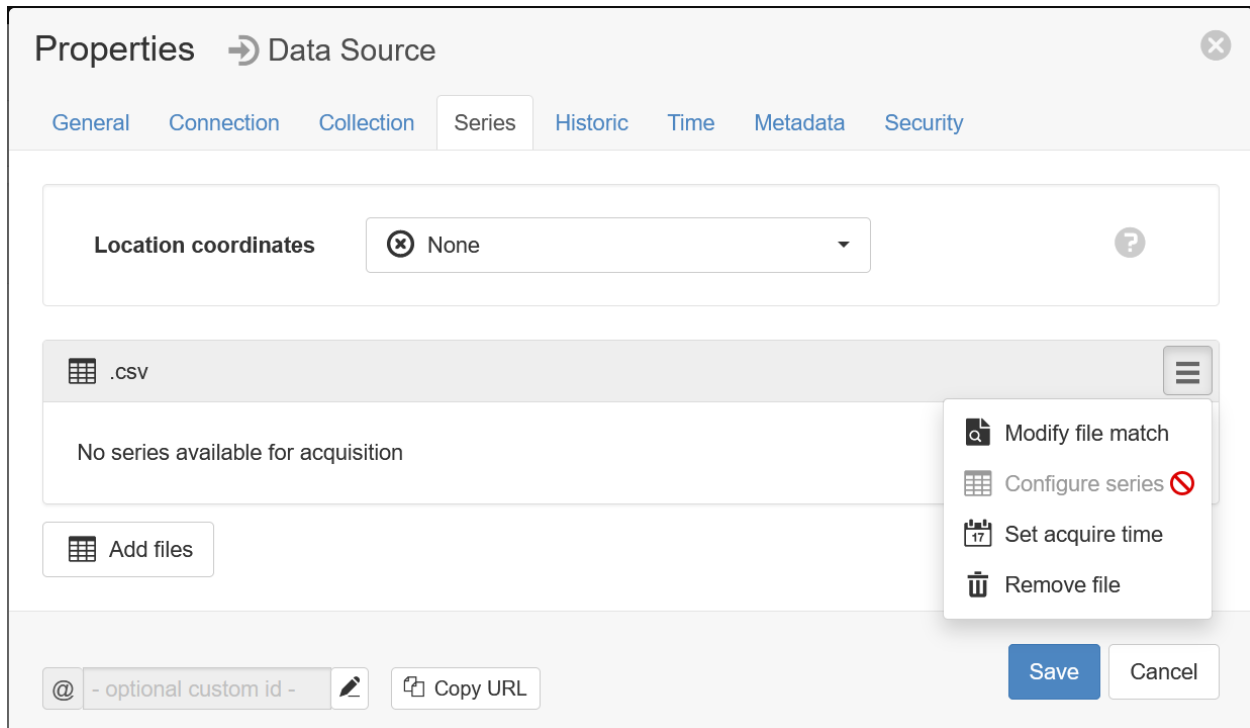 Properties Data Source
General Connection Collection Series Historic Time Metadata Security
Location coordinates None ?
.csv
No series available for acquisition
Modify file match
Configure series
17 Set acquire time
Remove file
Add files
@ - optional custom id - Copy URL
Save Cancel